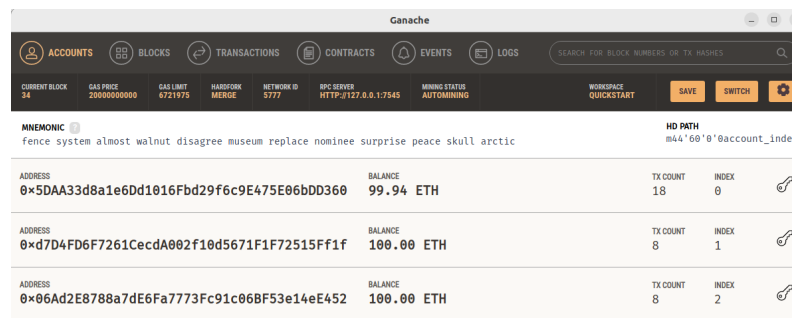 Ganache
ACCOUNTS BLOCKS TRANSACTIONS CONTRACTS EVENTS LOGS SEARCH FOR BLOCK NUMBERS OR TX HASHES
CURRENT BLOCK GAS PRICE GAS LIMIT HARDFORK NETWORK ID RPC SERVER MINING STATUS WORKSPACE
34 20000000000 6721975 MERGE 5777 HTTP://127.0.0.1:7545 AUTOMINING QUICKSTART SAVE SWITCH
MNEMONIC ? HD PATH
fence system almost walnut disagree museum replace nominee surprise peace skull arctic m44'60'0'0account_inde
ADDRESS BALANCE TX COUNT INDEX
0×5DAA33d8a1e6Dd1016Fbd29f6c9E475E06bDD360 99.94 ETH 18 0
ADDRESS BALANCE TX COUNT INDEX
0×d7D4FD6F7261CecdA002f10d5671F1F72515Ff1f 100.00 ETH 8 1
ADDRESS BALANCE TX COUNT INDEX
0×06Ad2E8788a7dE6Fa7773Fc91c06BF53e14eE452 100.00 ETH 8 2